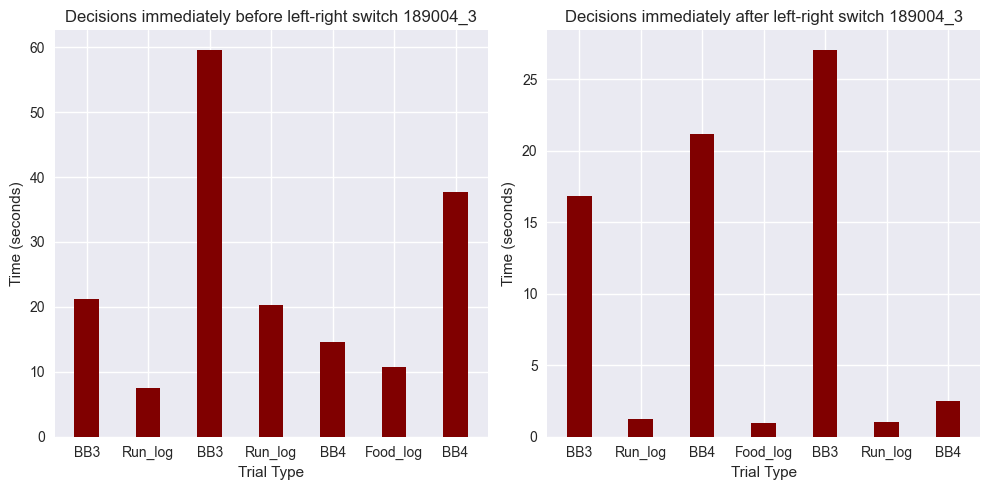 Decisions immediately before left-right switch 189004_3
Time (seconds)
60
50
40
30
20
10
0
BB3 Run_log BB3 Run_log BB4 Food_log BB4
Trial Type
Decisions immediately after left-right switch 189004_3
Time (seconds)
25
20
15
10
5
0
BB3 Run_log BB4 Food_log BB3 Run_log BB4
Trial Type